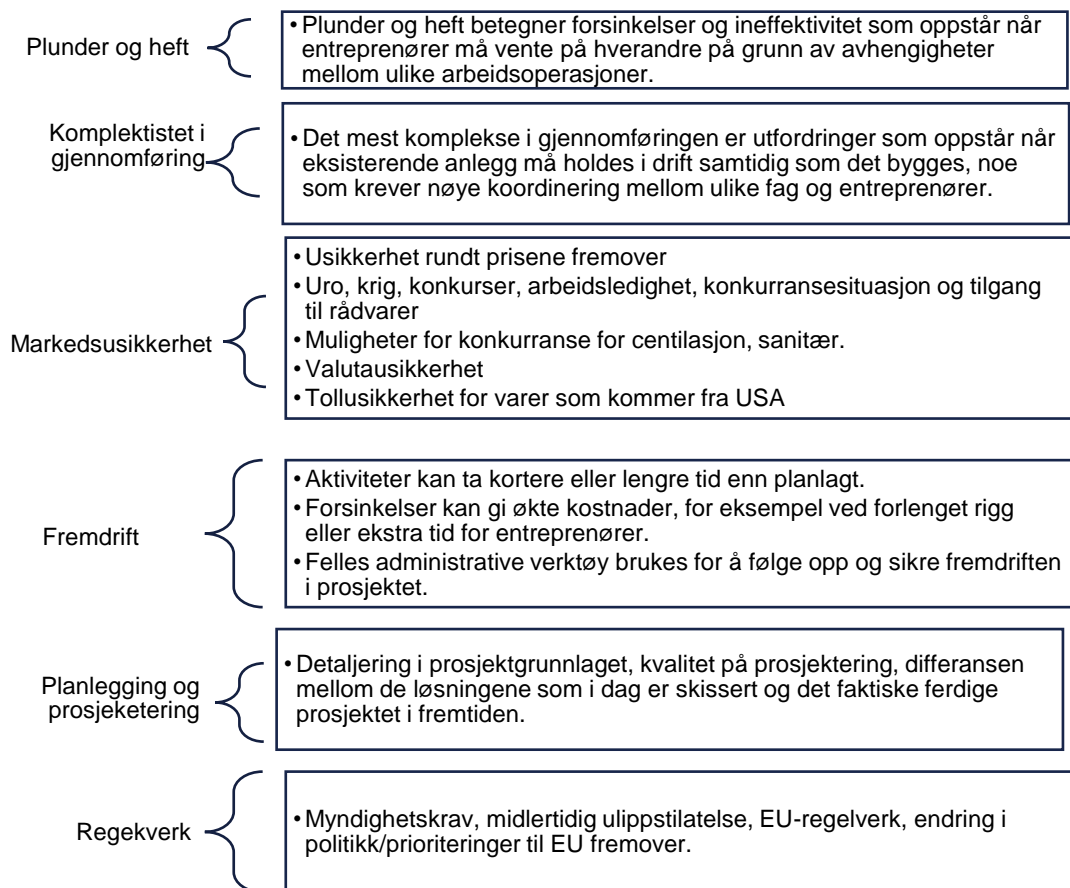 Plunder og heft
• Plunder og heft betegner forsinkelser og ineffektivitet som oppstår når
entreprenører må vente på hverandre på grunn av avhengigheter
mellom ulike arbeidsoperasjoner.
Komplektistet i
gjennomføring
• Det mest komplekse i gjennomføringen er utfordringer som oppstår når
eksisterende anlegg må holdes i drift samtidig som det bygges, noe
som krever nøye koordinering mellom ulike fag og entreprenører.
Markedsusikkerhet
• Usikkerhet rundt prisene fremover
• Uro, krig, konkurser, arbeidsledighet, konkurransesituasjon og tilgang
til rådvarer
• Muligheter for konkurranse for centilasjon, sanitær.
• Valutausikkerhet
• Tollusikkerhet for varer som kommer fra USA
Fremdrift
• Aktiviteter kan ta kortere eller lengre tid enn planlagt.
• Forsinkelser kan gi økte kostnader, for eksempel ved forlenget rigg
eller ekstra tid for entreprenører.
• Felles administrative verktøy brukes for å følge opp og sikre fremdriften
i prosjektet.
Planlegging og
prosjeketering
• Detaljering i prosjektgrunnlaget, kvalitet på prosjektering, differansen
mellom de løsningene som i dag er skissert og det faktiske ferdige
prosjektet i fremtiden.
Regekverk
• Myndighetskrav, midlertidig ulippstilatelse, EU-regelverk, endring i
politikk/prioriteringer til EU fremover.